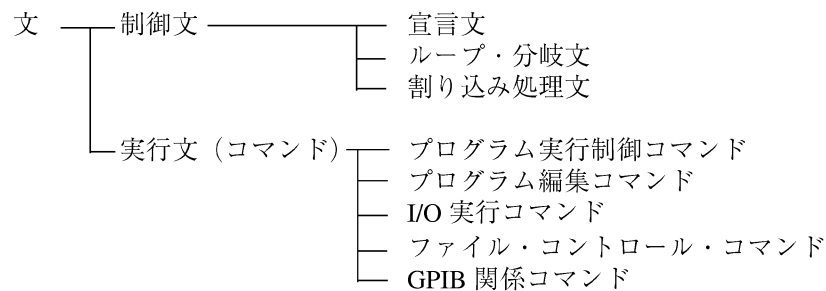 文 制御文 宣言文
ループ・分岐文
割り込み処理文
実行文（コマンド） プログラム実行制御コマンド
プログラム編集コマンド
I/O 実行コマンド
ファイル・コントロール・コマンド
GPIB 関係コマンド